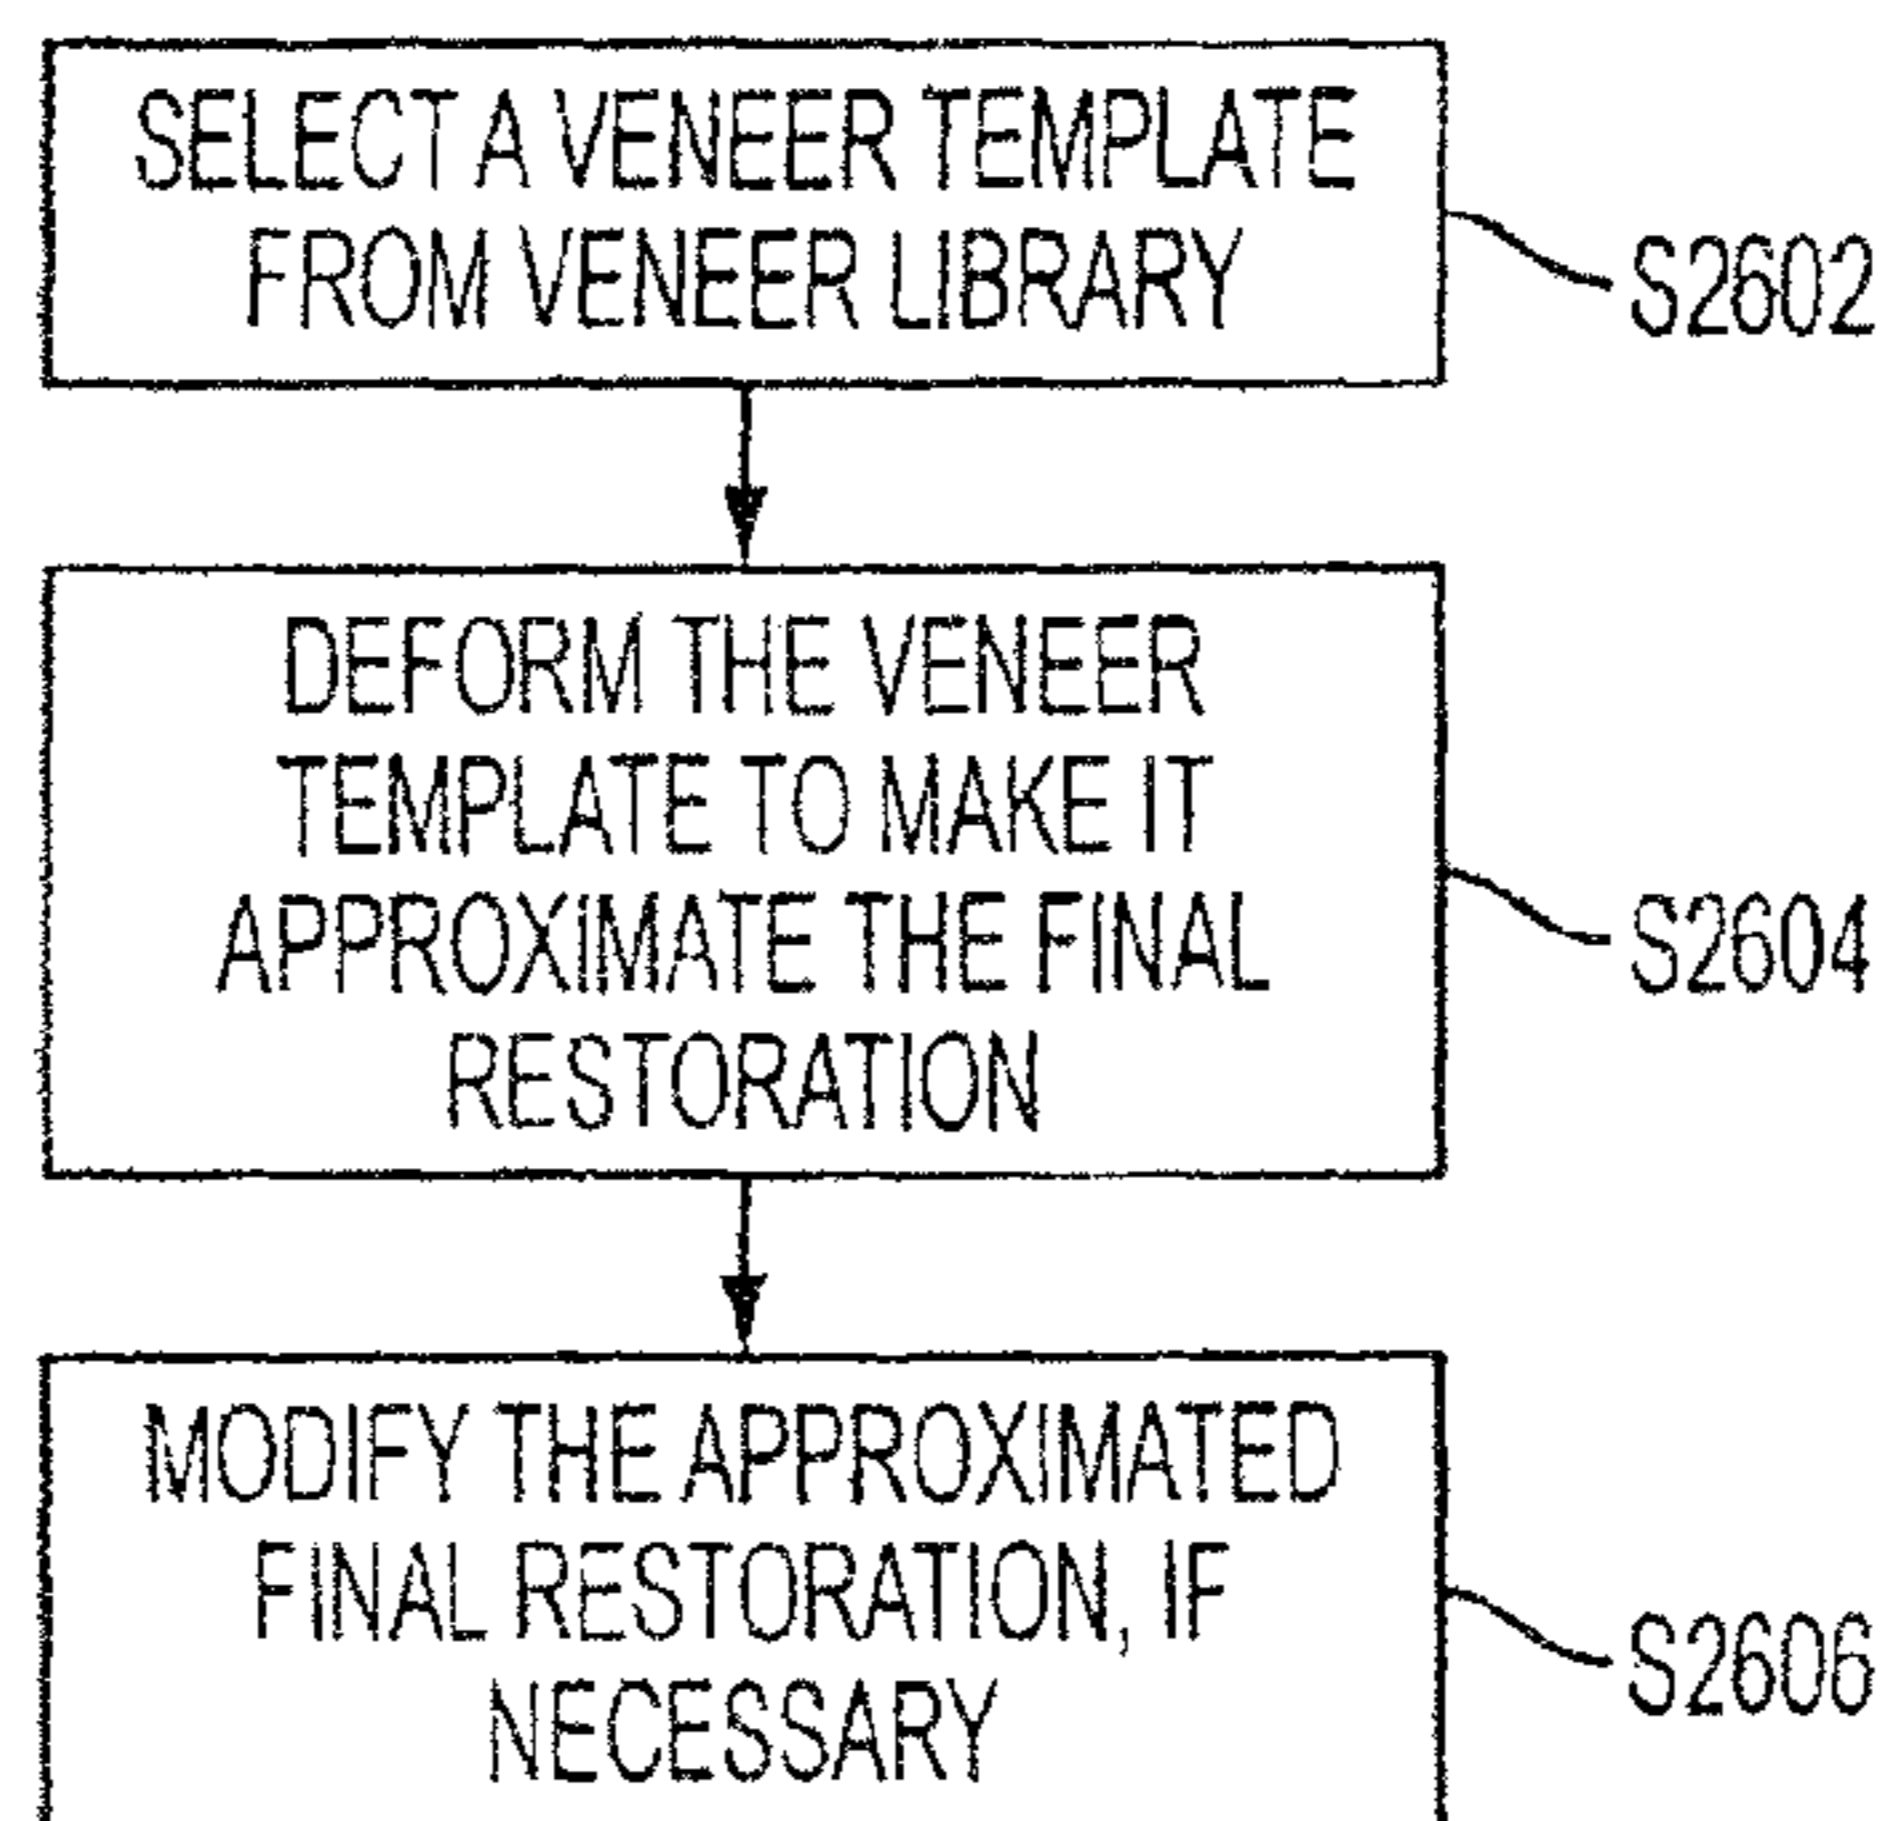 SELECT A VENEER TEMPLATE
FROM VENEER LIBRARY
S2602
DEFORM THE VENEER
TEMPLATE TO MAKE IT
APPROXIMATE THE FINAL
RESTORATION
S2604
MODIFY THE APPROXIMATED
FINAL RESTORATION, IF
NECESSARY
S2606